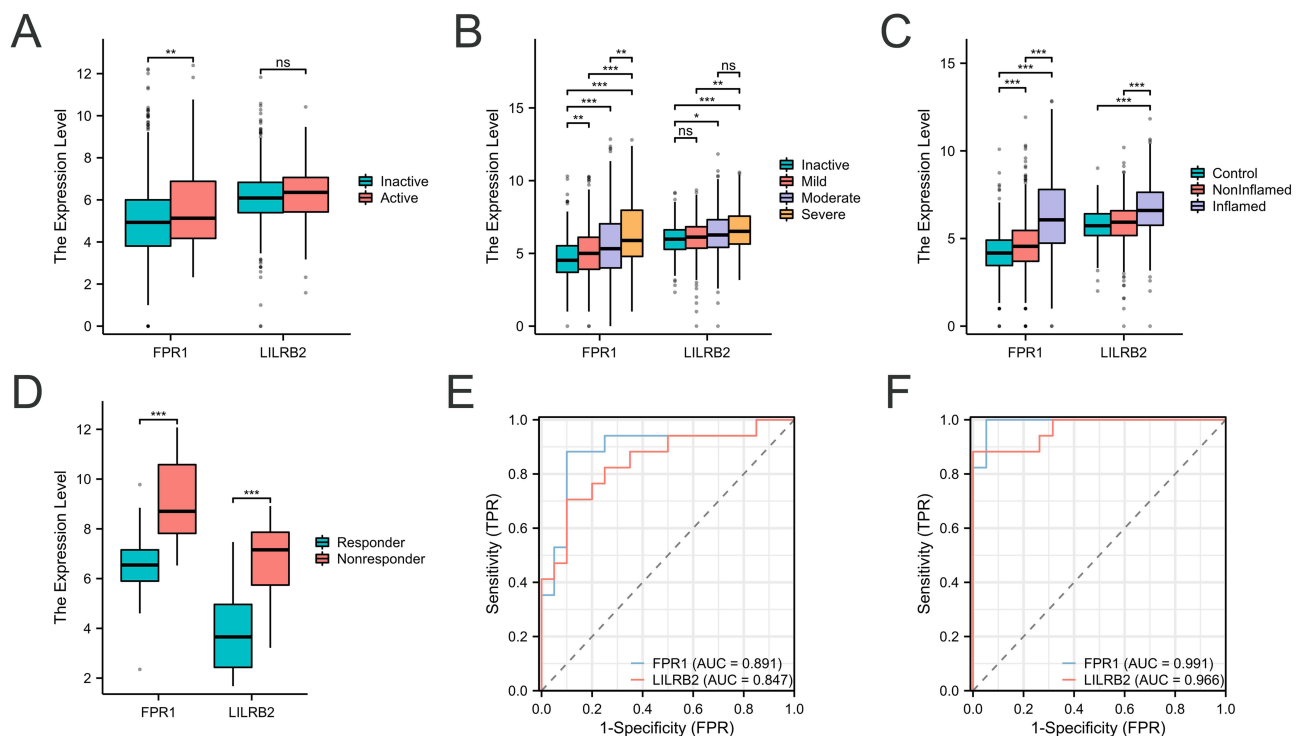 A
The Expression Level
12
10
8
6
4
2
0
**
ns
FPR1
LILRB2
Inactive
Active
B
The Expression Level
15
10
5
0
**
***
***
***
**
ns
**
***
*
ns
FPR1
LILRB2
Inactive
Mild
Moderate
Severe
C
The Expression Level
15
10
5
0
***
***
***
***
***
FPR1
LILRB2
Control
NonInflamed
Inflamed
D
The Expression Level
12
10
8
6
4
2
***
***
FPR1
LILRB2
Responder
Nonresponder
E
Sensitivity (TPR)
1.0
0.8
0.6
0.4
0.2
0.0
FPR1 (AUC = 0.891)
LILRB2 (AUC = 0.847)
0.0 0.2 0.4 0.6 0.8 1.0
1-Specificity (FPR)
F
Sensitivity (TPR)
1.0
0.8
0.6
0.4
0.2
0.0
FPR1 (AUC = 0.991)
LILRB2 (AUC = 0.966)
0.0 0.2 0.4 0.6 0.8 1.0
1-Specificity (FPR)